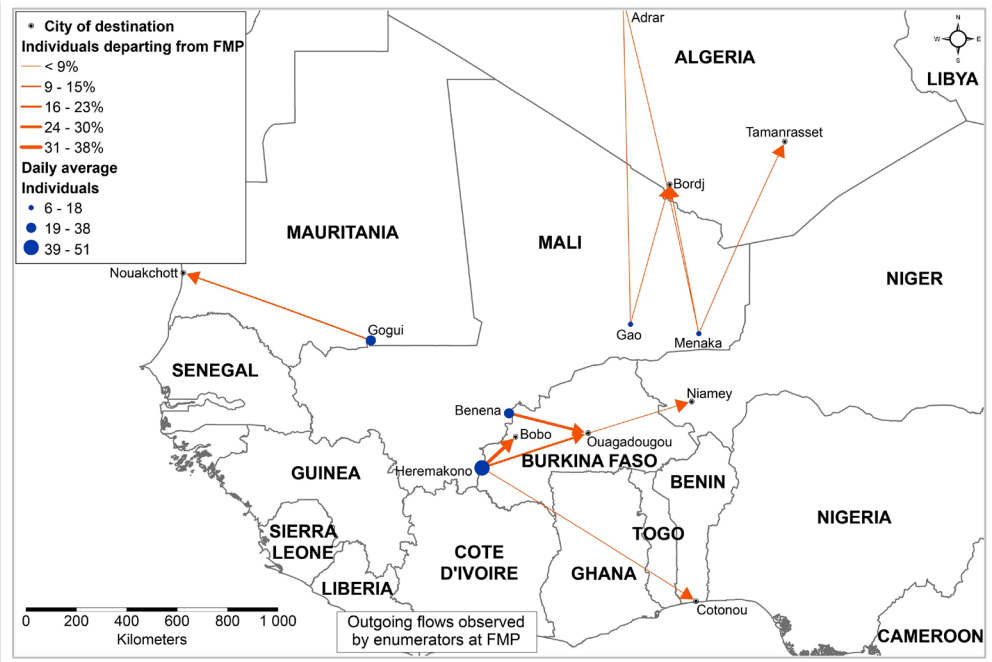 City of destination
Individuals departing from FMP
< 9%
9 - 15%
16 - 23%
24 - 30%
31 - 38%
Daily average
Individuals
6 - 18
19 - 38
39 - 51
Adrar
ALGERIA
N
W E
S
LIBYA
Tamanrasset
Bordj
MAURITANIA
MALI
NIGER
Nouakchott
Gogui
Gao
Menaka
SENEGAL
Niamey
Benena
Bobo
Ouagadougou
BURKINA FASO
Heremakono
GUINEA
BENIN
NIGERIA
SIERRA
LEONE
TOGO
COTE
D'IVOIRE
GHANA
LIBERIA
Cotonou
0 200 400 600 800 1 000
Kilometers
Outgoing flows observed
by enumerators at FMP
CAMEROON